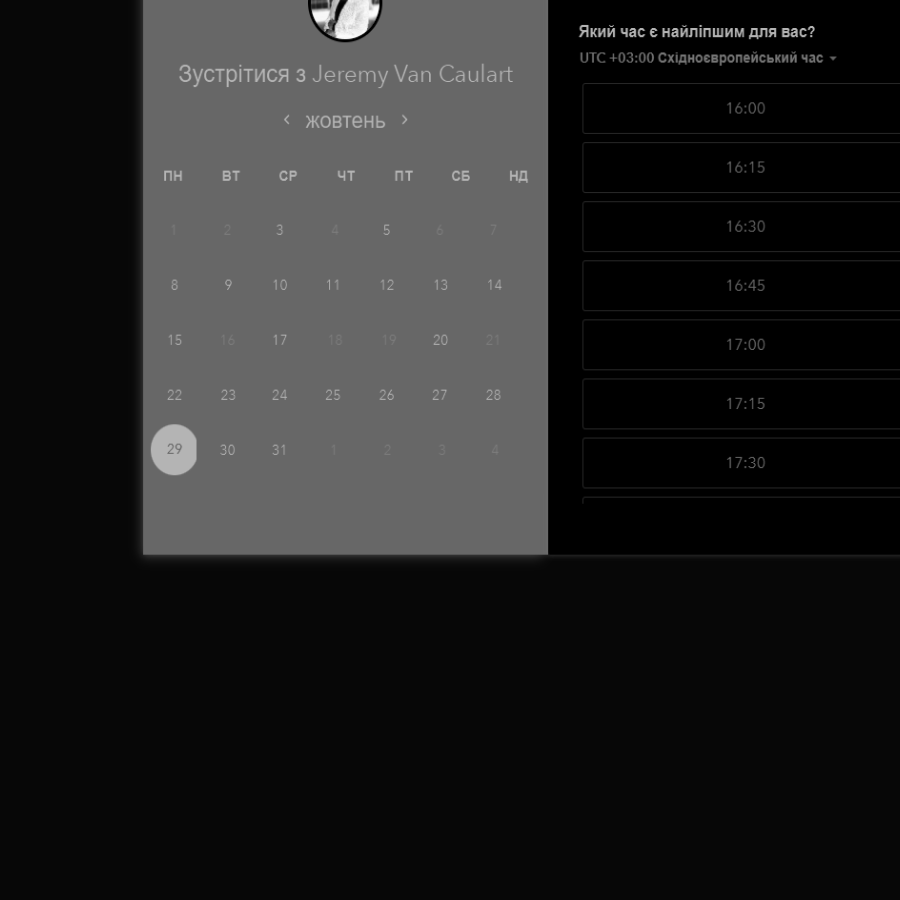 Зустрітися з Jeremy Van Caulart
‹ жовтень ›
ПН ВТ СР ЧТ ПТ СБ НД
1 2 3 4 5 6 7
8 9 10 11 12 13 14
15 16 17 18 19 20 21
22 23 24 25 26 27 28
29 30 31 1 2 3 4
Який час є найліпшим для вас?
UTC +03:00 Східноєвропейський час
16:00
16:15
16:30
16:45
17:00
17:15
17:30